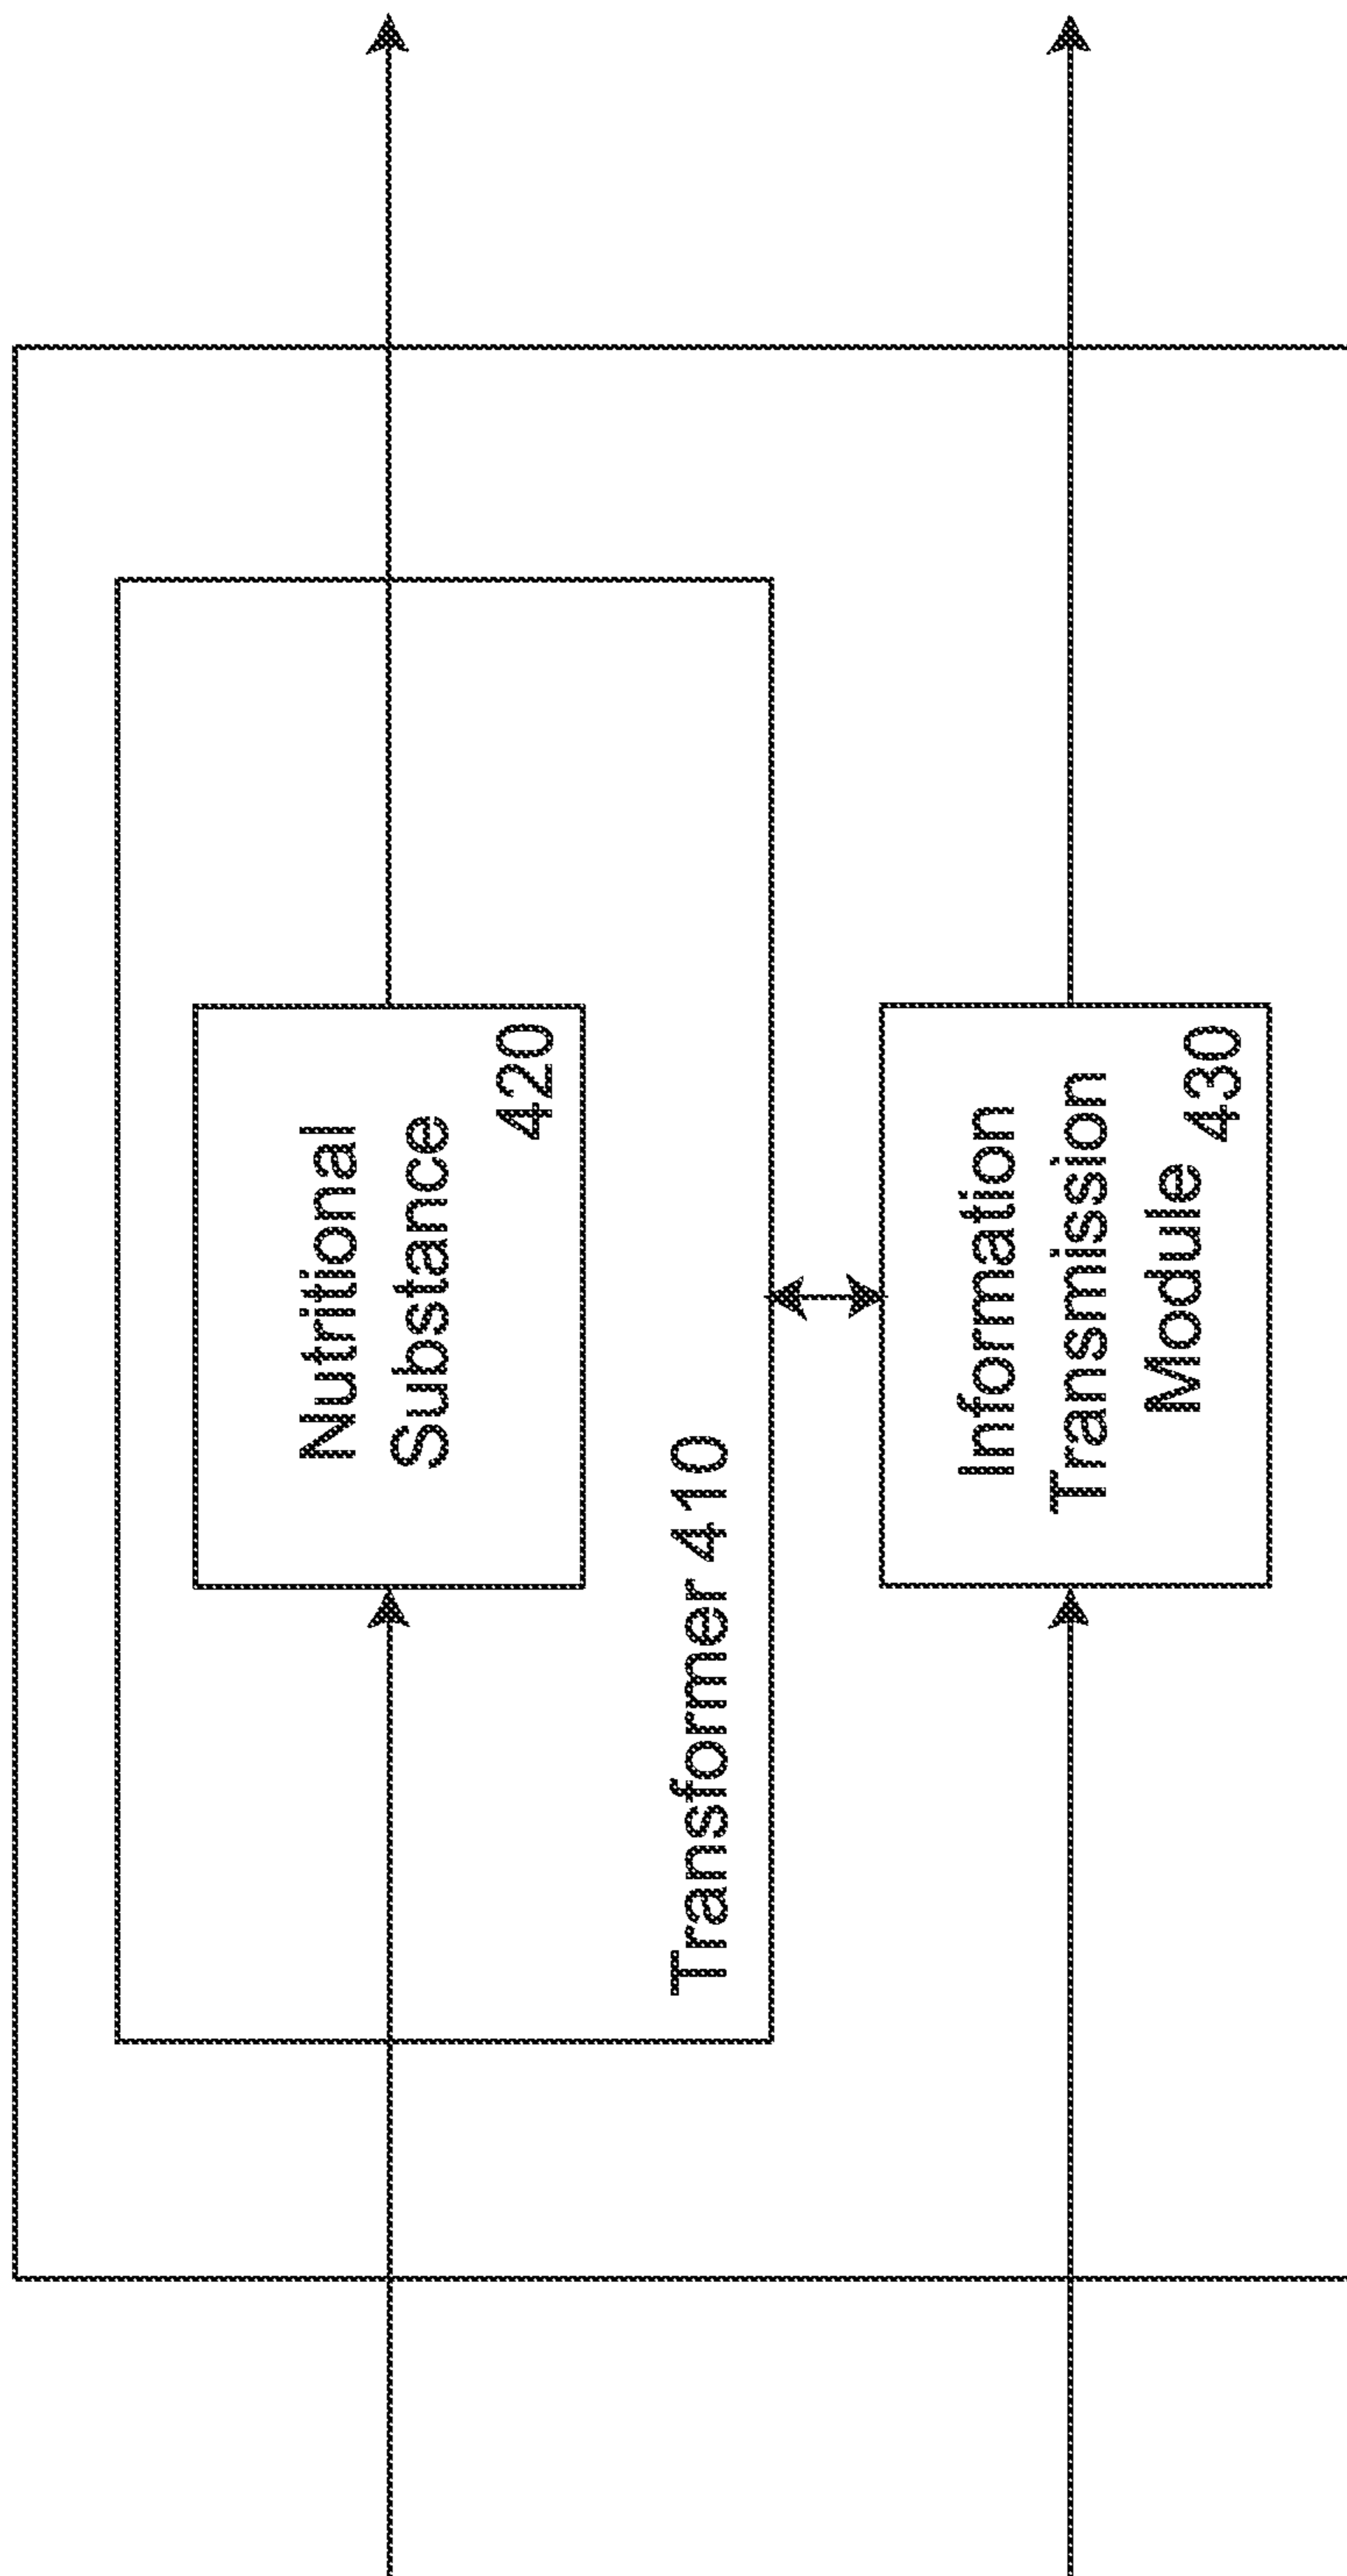 Nutritional
Substance
420
Transformer 410
Information
Transmission
Module 430